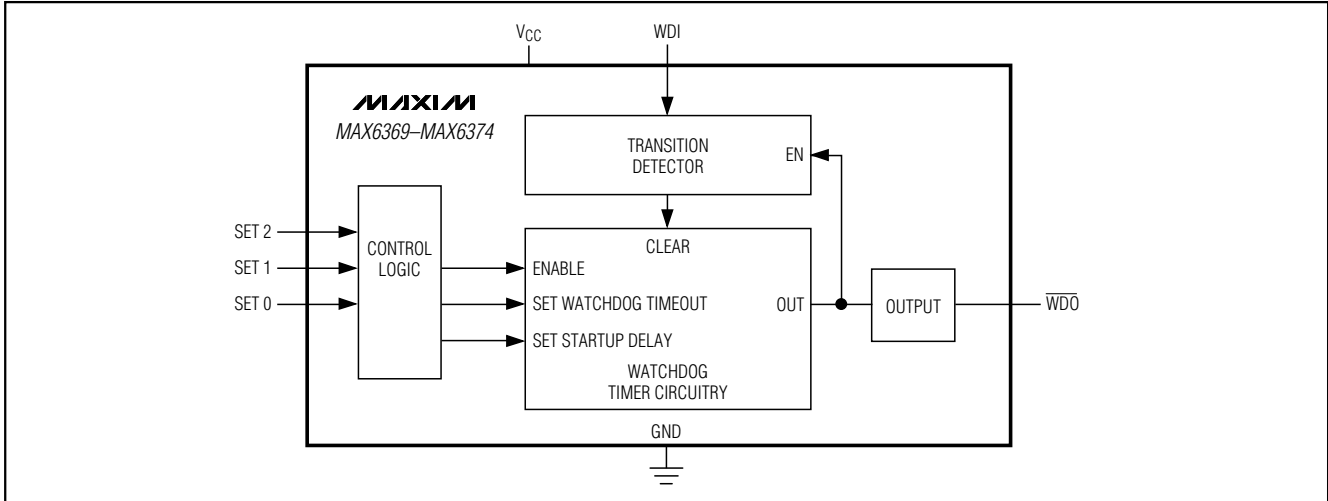 VCC
WDI
MAXIM
MAX6369–MAX6374
TRANSITION
DETECTOR
EN
SET 2
SET 1
SET 0
CONTROL
LOGIC
CLEAR
ENABLE
SET WATCHDOG TIMEOUT
SET STARTUP DELAY
OUT
WATCHDOG
TIMER CIRCUITRY
OUTPUT
W̅D̅O̅
GND